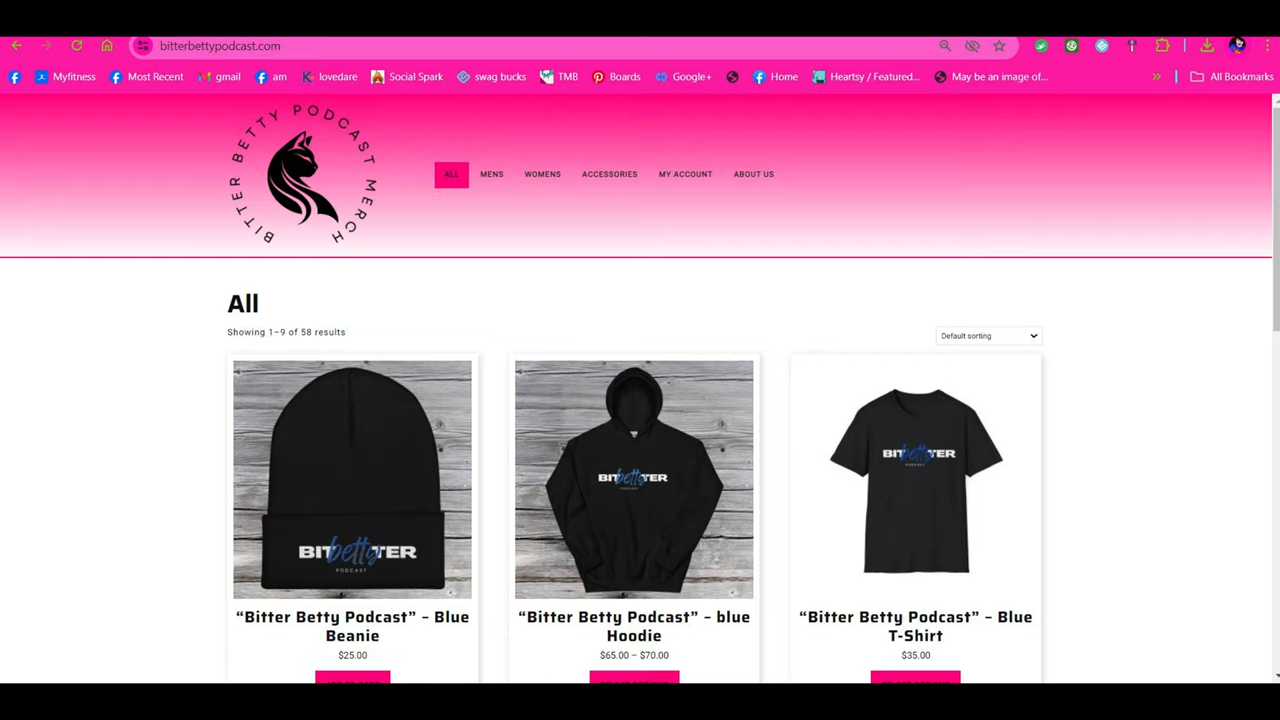 bitterbettypodcast.com
Myfitness
Most Recent
gmail
am
lovedare
Social Spark
swag bucks
TMB
Boards
Google+
Home
Heartsy / Featured...
May be an image of...
»
All Bookmarks
BITTER BETTY PODCAST MERCH
ALL
MENS
WOMENS
ACCESSORIES
MY ACCOUNT
ABOUT US
All
Showing 1–9 of 58 results
Default sorting
BITTER
betty
PODCAST
BITTER
betty
PODCAST
BITTER
betty
PODCAST
“Bitter Betty Podcast” – Blue
Beanie
$25.00
“Bitter Betty Podcast” – blue
Hoodie
$65.00 – $70.00
“Bitter Betty Podcast” – Blue
T-Shirt
$35.00